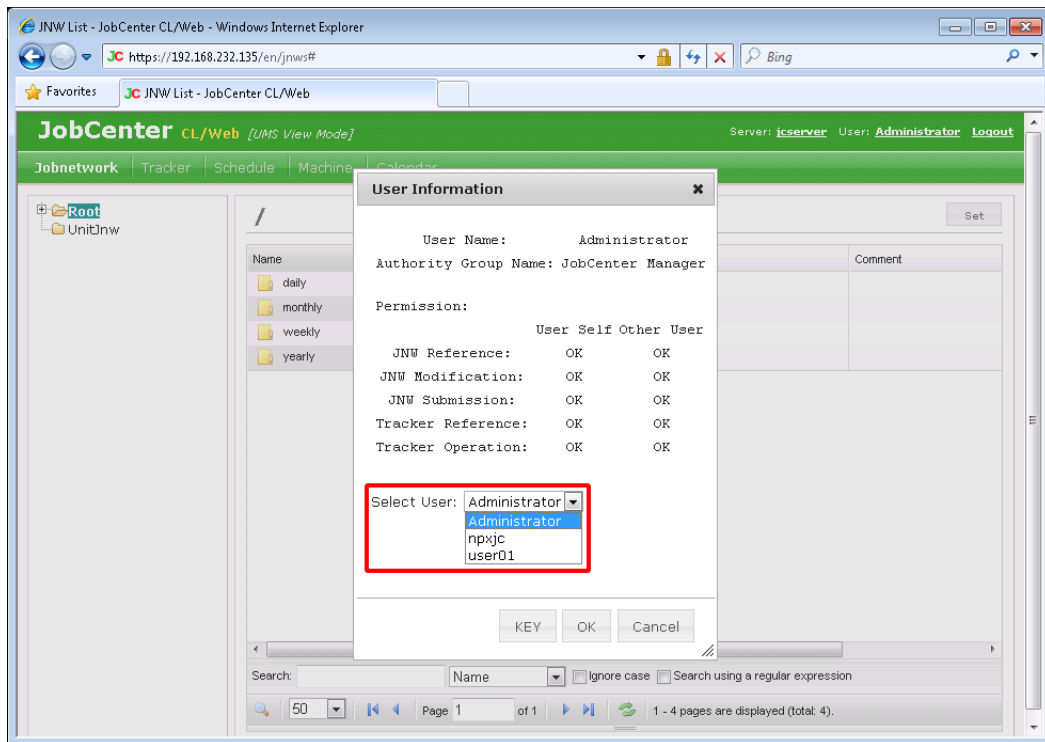 JNW List - JobCenter CL/Web - Windows Internet Explorer
JC https://192.168.232.135/en/jnws#
Bing
Favorites
JC JNW List - JobCenter CL/Web
JobCenter CL/Web [UMS View Mode]
Server: jcserver User: Administrator Logout
Jobnetwork Tracker Schedule Machine Calendar
Root
UnitJnw
/
Set
Name Comment
daily
monthly
weekly
yearly
User Information
User Name: Administrator
Authority Group Name: JobCenter Manager
Permission:
User Self Other User
JNW Reference: OK OK
JNW Modification: OK OK
JNW Submission: OK OK
Tracker Reference: OK OK
Tracker Operation: OK OK
Select User: Administrator
Administrator
npxjc
user01
KEY OK Cancel
Search: Name Ignore case Search using a regular expression
50 Page 1 of 1 1 - 4 pages are displayed (total: 4).